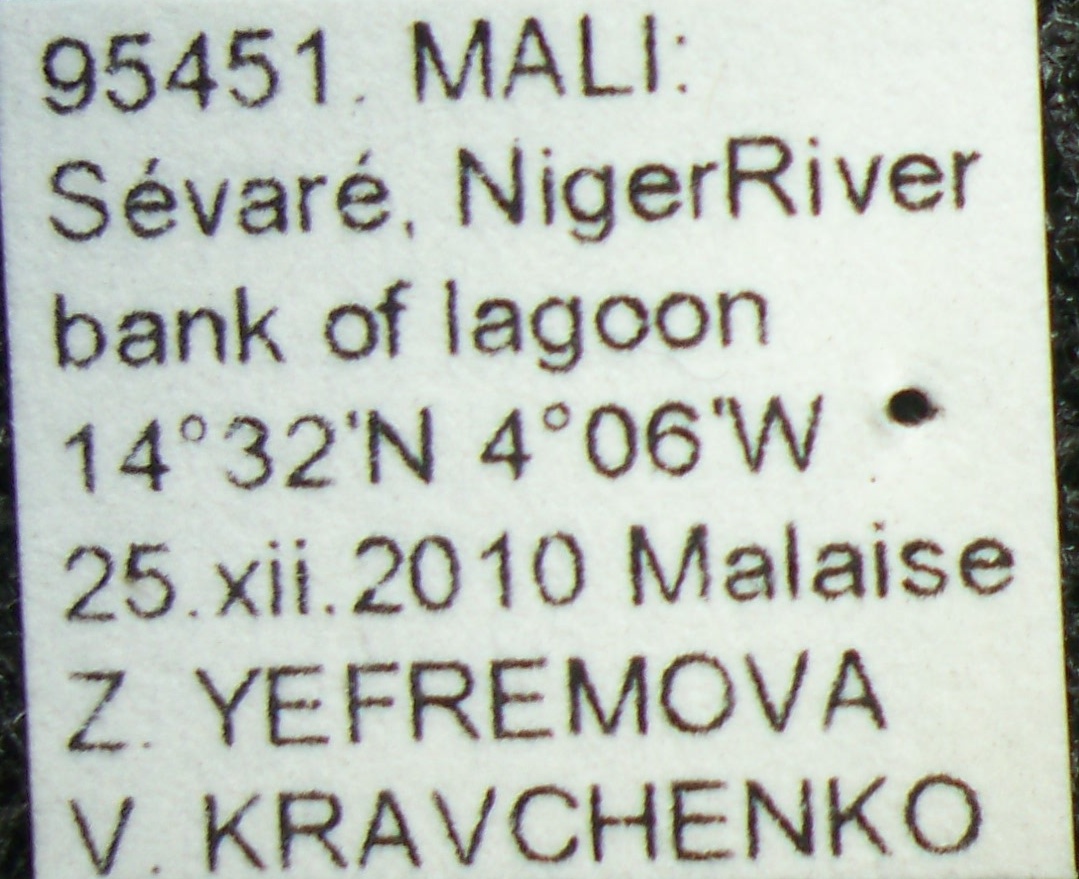 95451. MALI:
Sévaré, NigerRiver
bank of lagoon
14°32'N 4°06'W
25.xii.2010 Malaise
Z. YEFREMOVA
V. KRAVCHENKO